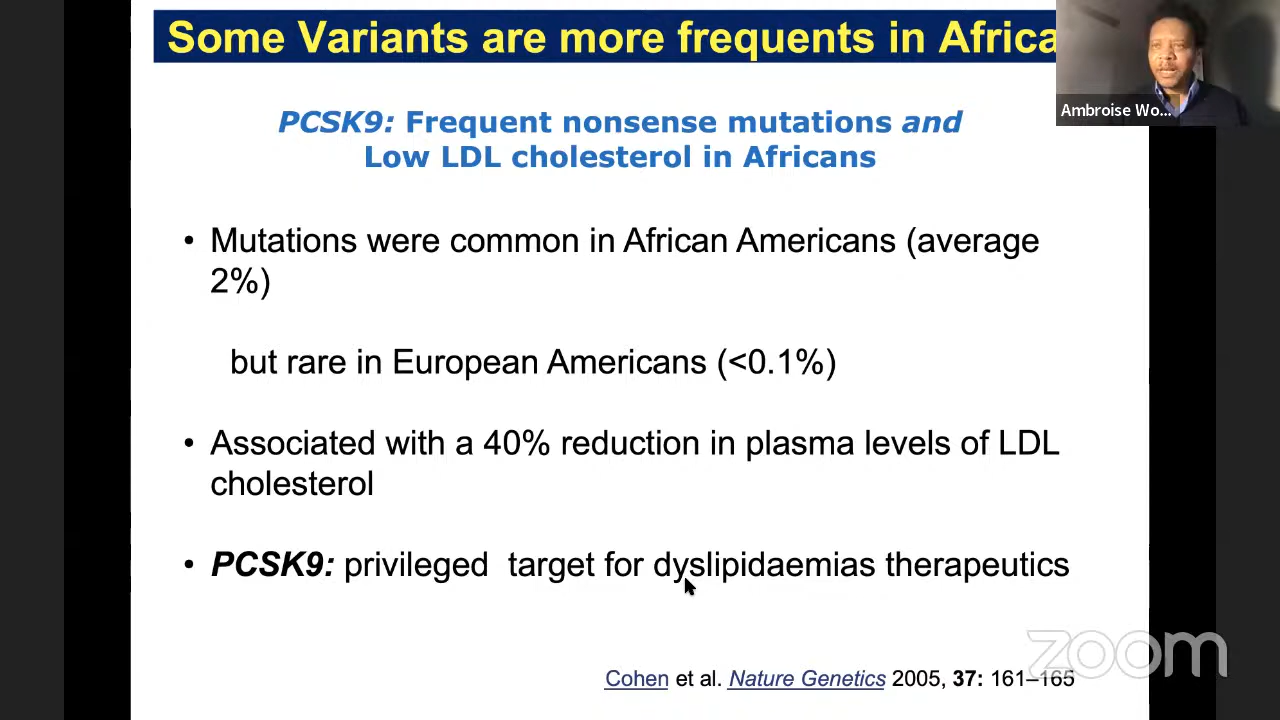 Some Variants are more frequents in Africa
Ambroise Wo...
PCSK9: Frequent nonsense mutations and
Low LDL cholesterol in Africans
• Mutations were common in African Americans (average
2%)
but rare in European Americans (<0.1%)
• Associated with a 40% reduction in plasma levels of LDL
cholesterol
• PCSK9: privileged target for dyslipidaemias therapeutics
zoom
Cohen et al. Nature Genetics 2005, 37: 161–165